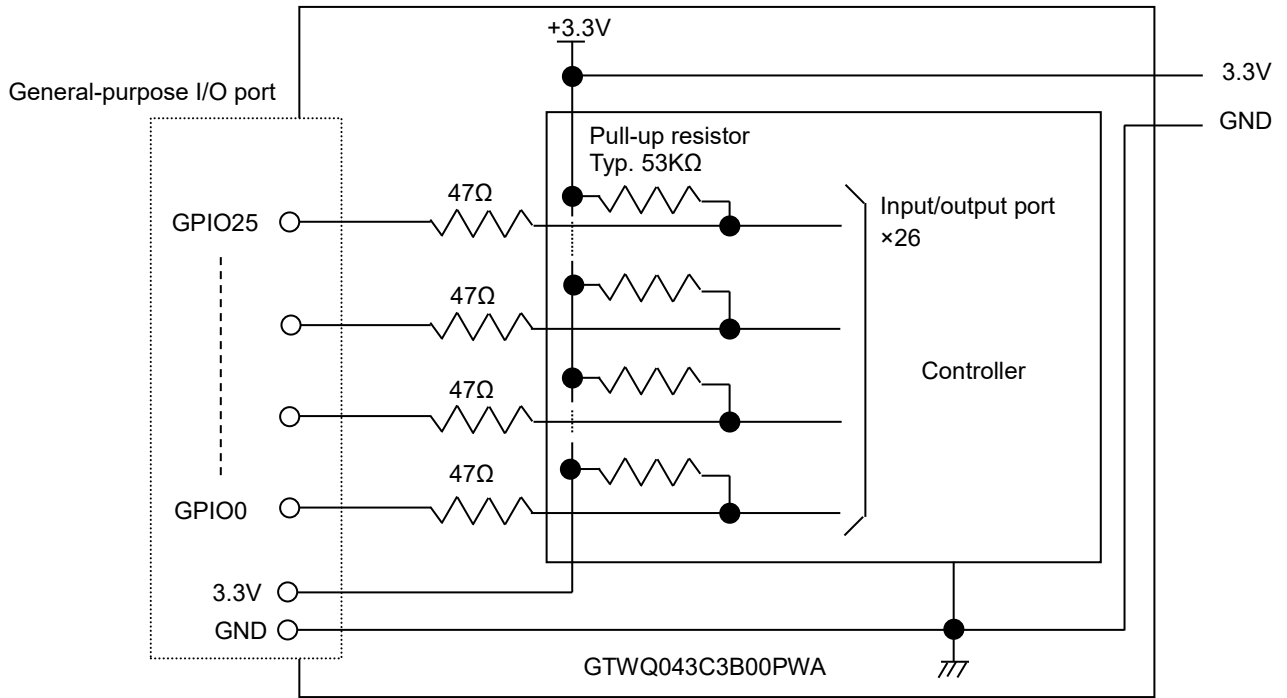 +3.3V
3.3V
General-purpose I/O port
GND
Pull-up resistor
Typ. 53KΩ
47Ω
GPIO25
Input/output port
×26
47Ω
47Ω
Controller
47Ω
GPIO0
3.3V
GND
GTWQ043C3B00PWA